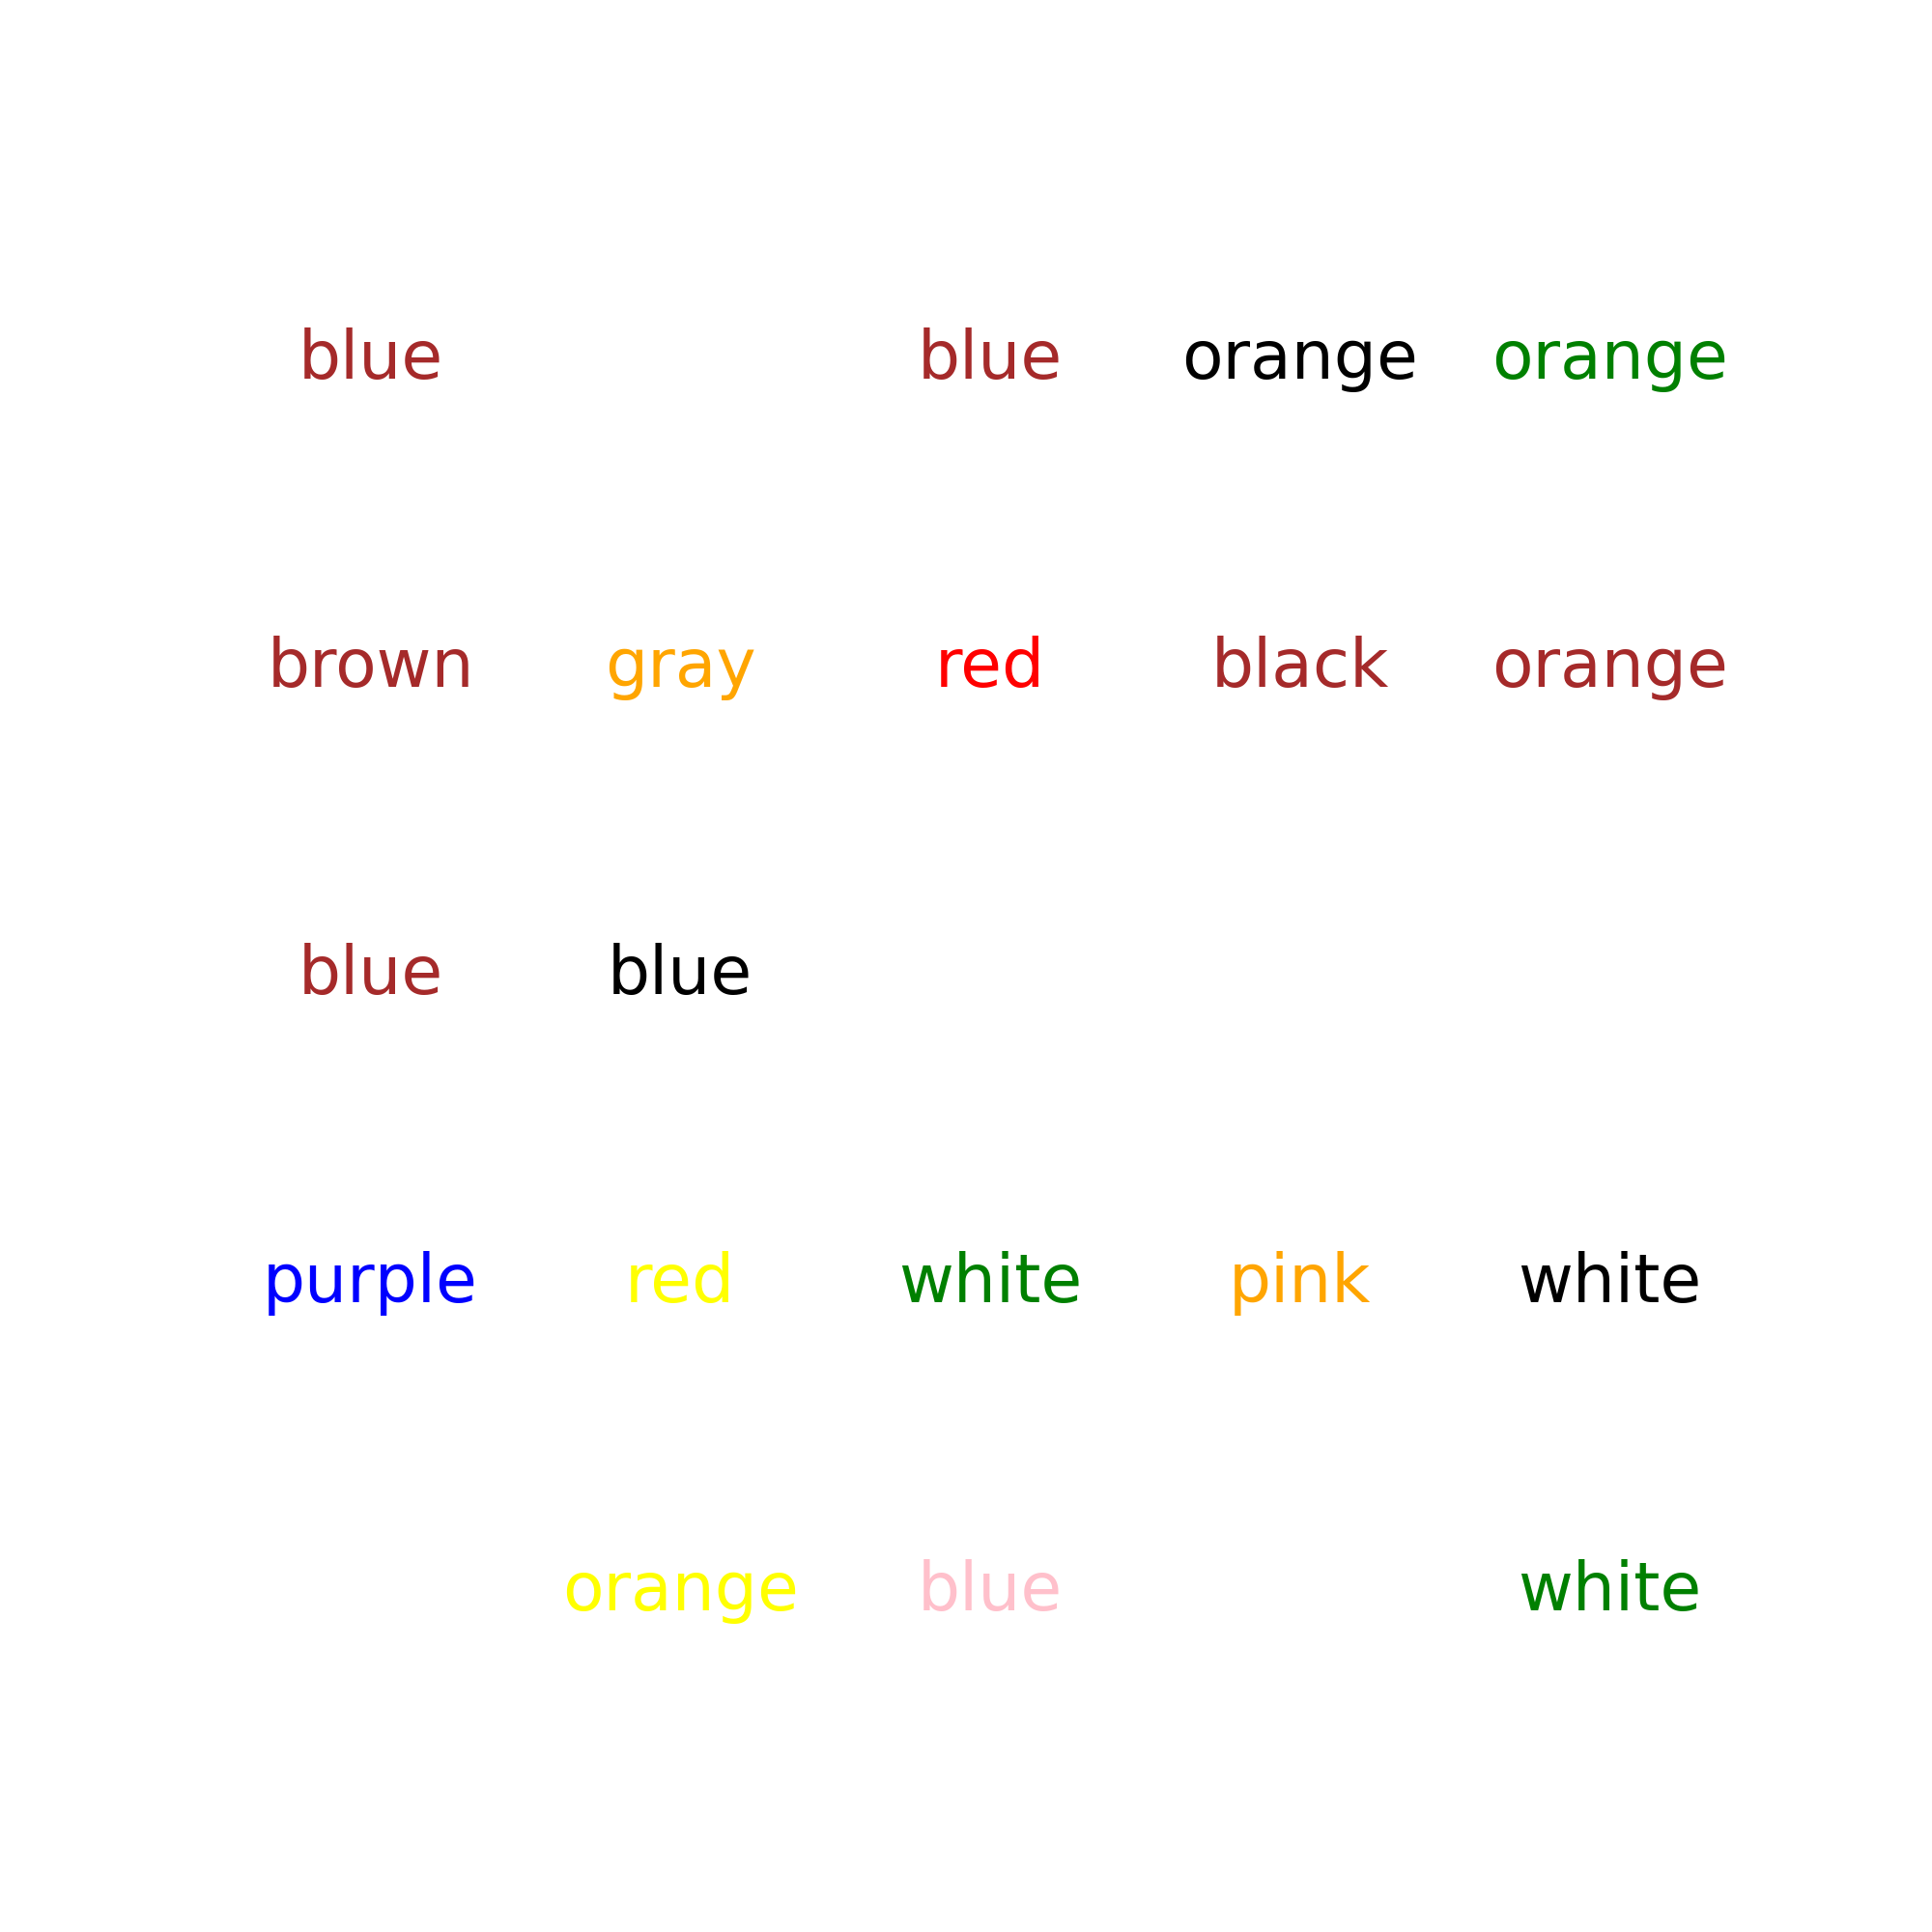 blue blue orange orange
brown gray red black orange
blue blue
purple red white pink white
orange blue white